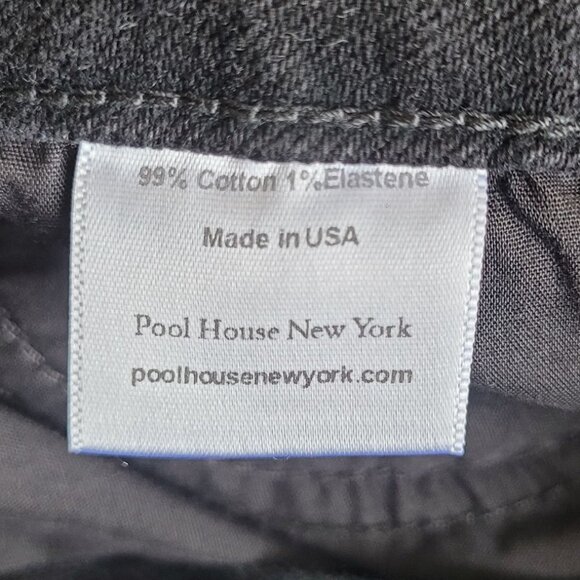 99% Cotton 1%Elastene
Made in USA
Pool House New York
poolhousenewyork.com